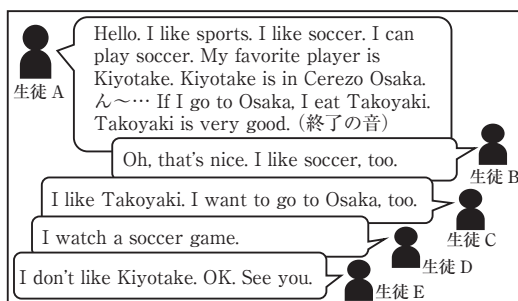 Hello. I like sports. I like soccer. I can
play soccer. My favorite player is
Kiyotake. Kiyotake is in Cerezo Osaka.
ん～… If I go to Osaka, I eat Takoyaki.
Takoyaki is very good. (終了の音)
生徒 A
Oh, that's nice. I like soccer, too.
生徒 B
I like Takoyaki. I want to go to Osaka, too.
生徒 C
I watch a soccer game.
生徒 D
I don't like Kiyotake. OK. See you.
生徒 E